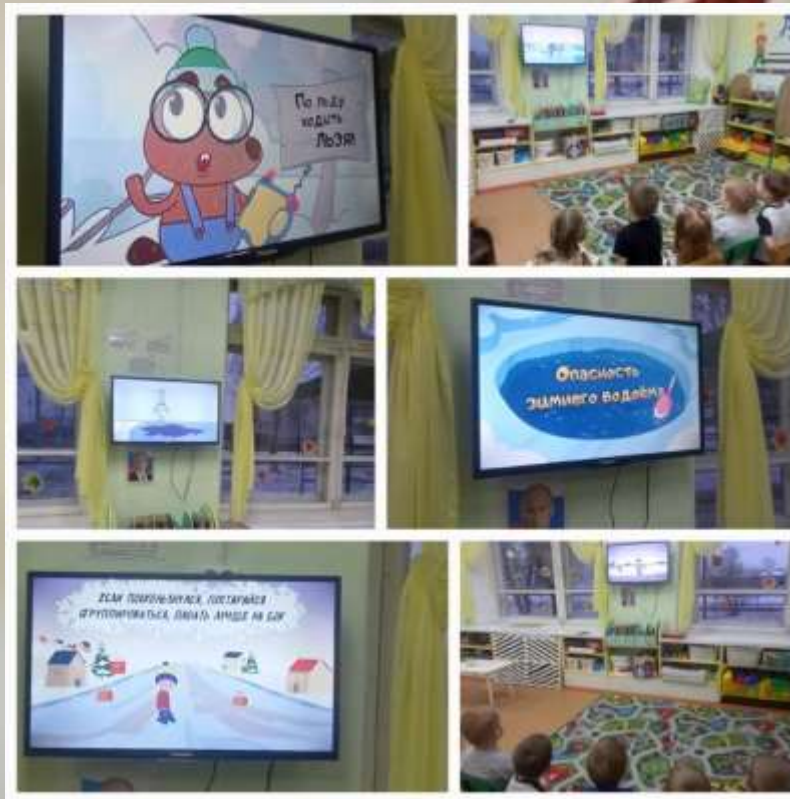 По льду
ходить
ЛЬЗЯ!
Опасность
зимнего водоёма
ЕСЛИ ПОСКОЛЬЗНУЛСЯ, ПОСТАРАЙСЯ
СГРУППИРОВАТЬСЯ, ПАДАТЬ ЛУЧШЕ НА БОК